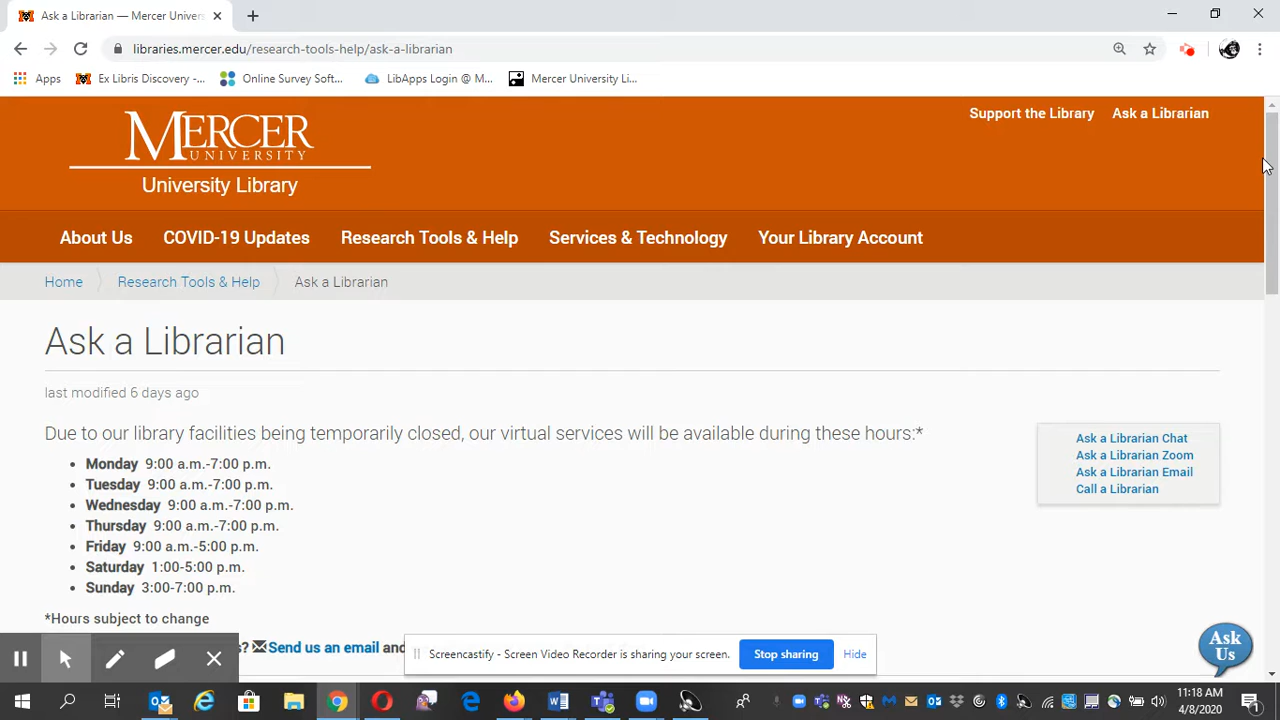 Ask a Librarian — Mercer Univers
libraries.mercer.edu/research-tools-help/ask-a-librarian
Apps Ex Libris Discovery -... Online Survey Soft... LibApps Login @ M... Mercer University Li...
Support the Library Ask a Librarian
MERCER
UNIVERSITY
University Library
About Us COVID-19 Updates Research Tools & Help Services & Technology Your Library Account
Home Research Tools & Help Ask a Librarian
Ask a Librarian
last modified 6 days ago
Due to our library facilities being temporarily closed, our virtual services will be available during these hours:*
Ask a Librarian Chat
Ask a Librarian Zoom
Ask a Librarian Email
Call a Librarian
• Monday 9:00 a.m.-7:00 p.m.
• Tuesday 9:00 a.m.-7:00 p.m.
• Wednesday 9:00 a.m.-7:00 p.m.
• Thursday 9:00 a.m.-7:00 p.m.
• Friday 9:00 a.m.-5:00 p.m.
• Saturday 1:00-5:00 p.m.
• Sunday 3:00-7:00 p.m.
*Hours subject to change
? Send us an email and
Screencastify - Screen Video Recorder is sharing your screen. Stop sharing Hide
Ask
Us
11:18 AM
4/8/2020